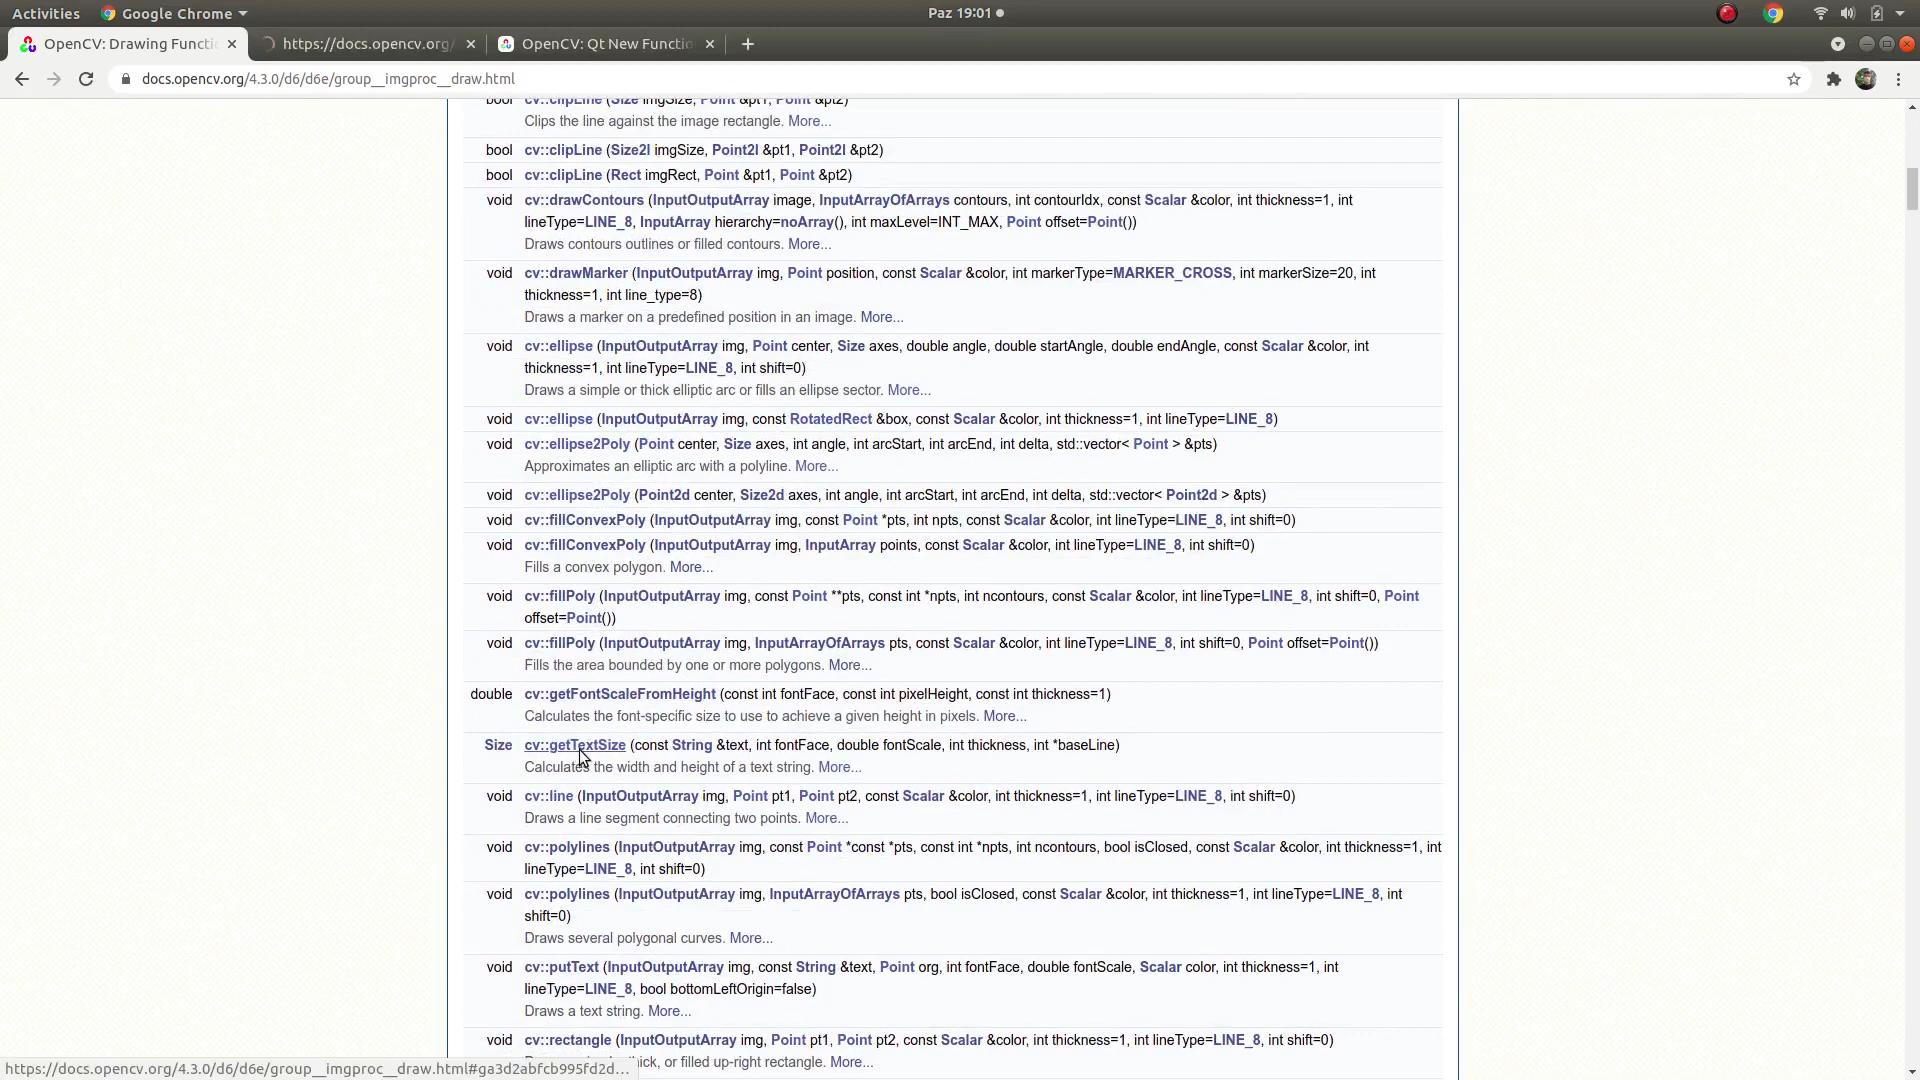 Activities
Google Chrome
Paz 19:01
OpenCV: Drawing Functi
https://docs.opencv.org/
OpenCV: Qt New Functio
docs.opencv.org/4.3.0/d6/d6e/group__imgproc__draw.html
bool cv::clipLine (Size imgSize, Point &pt1, Point &pt2)
Clips the line against the image rectangle. More...
bool cv::clipLine (Size2l imgSize, Point2l &pt1, Point2l &pt2)
bool cv::clipLine (Rect imgRect, Point &pt1, Point &pt2)
void cv::drawContours (InputOutputArray image, InputArrayOfArrays contours, int contourIdx, const Scalar &color, int thickness=1, int
lineType=LINE_8, InputArray hierarchy=noArray(), int maxLevel=INT_MAX, Point offset=Point())
Draws contours outlines or filled contours. More...
void cv::drawMarker (InputOutputArray img, Point position, const Scalar &color, int markerType=MARKER_CROSS, int markerSize=20, int
thickness=1, int line_type=8)
Draws a marker on a predefined position in an image. More...
void cv::ellipse (InputOutputArray img, Point center, Size axes, double angle, double startAngle, double endAngle, const Scalar &color, int
thickness=1, int lineType=LINE_8, int shift=0)
Draws a simple or thick elliptic arc or fills an ellipse sector. More...
void cv::ellipse (InputOutputArray img, const RotatedRect &box, const Scalar &color, int thickness=1, int lineType=LINE_8)
void cv::ellipse2Poly (Point center, Size axes, int angle, int arcStart, int arcEnd, int delta, std::vector< Point > &pts)
Approximates an elliptic arc with a polyline. More...
void cv::ellipse2Poly (Point2d center, Size2d axes, int angle, int arcStart, int arcEnd, int delta, std::vector< Point2d > &pts)
void cv::fillConvexPoly (InputOutputArray img, const Point *pts, int npts, const Scalar &color, int lineType=LINE_8, int shift=0)
void cv::fillConvexPoly (InputOutputArray img, InputArray points, const Scalar &color, int lineType=LINE_8, int shift=0)
Fills a convex polygon. More...
void cv::fillPoly (InputOutputArray img, const Point **pts, const int *npts, int ncontours, const Scalar &color, int lineType=LINE_8, int shift=0, Point
offset=Point())
void cv::fillPoly (InputOutputArray img, InputArrayOfArrays pts, const Scalar &color, int lineType=LINE_8, int shift=0, Point offset=Point())
Fills the area bounded by one or more polygons. More...
double cv::getFontScaleFromHeight (const int fontFace, const int pixelHeight, const int thickness=1)
Calculates the font-specific size to use to achieve a given height in pixels. More...
Size cv::getTextSize (const String &text, int fontFace, double fontScale, int thickness, int *baseLine)
Calculates the width and height of a text string. More...
void cv::line (InputOutputArray img, Point pt1, Point pt2, const Scalar &color, int thickness=1, int lineType=LINE_8, int shift=0)
Draws a line segment connecting two points. More...
void cv::polylines (InputOutputArray img, const Point *const *pts, const int *npts, int ncontours, bool isClosed, const Scalar &color, int thickness=1, int
lineType=LINE_8, int shift=0)
void cv::polylines (InputOutputArray img, InputArrayOfArrays pts, bool isClosed, const Scalar &color, int thickness=1, int lineType=LINE_8, int
shift=0)
Draws several polygonal curves. More...
void cv::putText (InputOutputArray img, const String &text, Point org, int fontFace, double fontScale, Scalar color, int thickness=1, int
lineType=LINE_8, bool bottomLeftOrigin=false)
Draws a text string. More...
void cv::rectangle (InputOutputArray img, Point pt1, Point pt2, const Scalar &color, int thickness=1, int lineType=LINE_8, int shift=0)
or filled up-right rectangle. More...
https://docs.opencv.org/4.3.0/d6/d6e/group__imgproc__draw.html#ga3d2abfcb995fd2d...